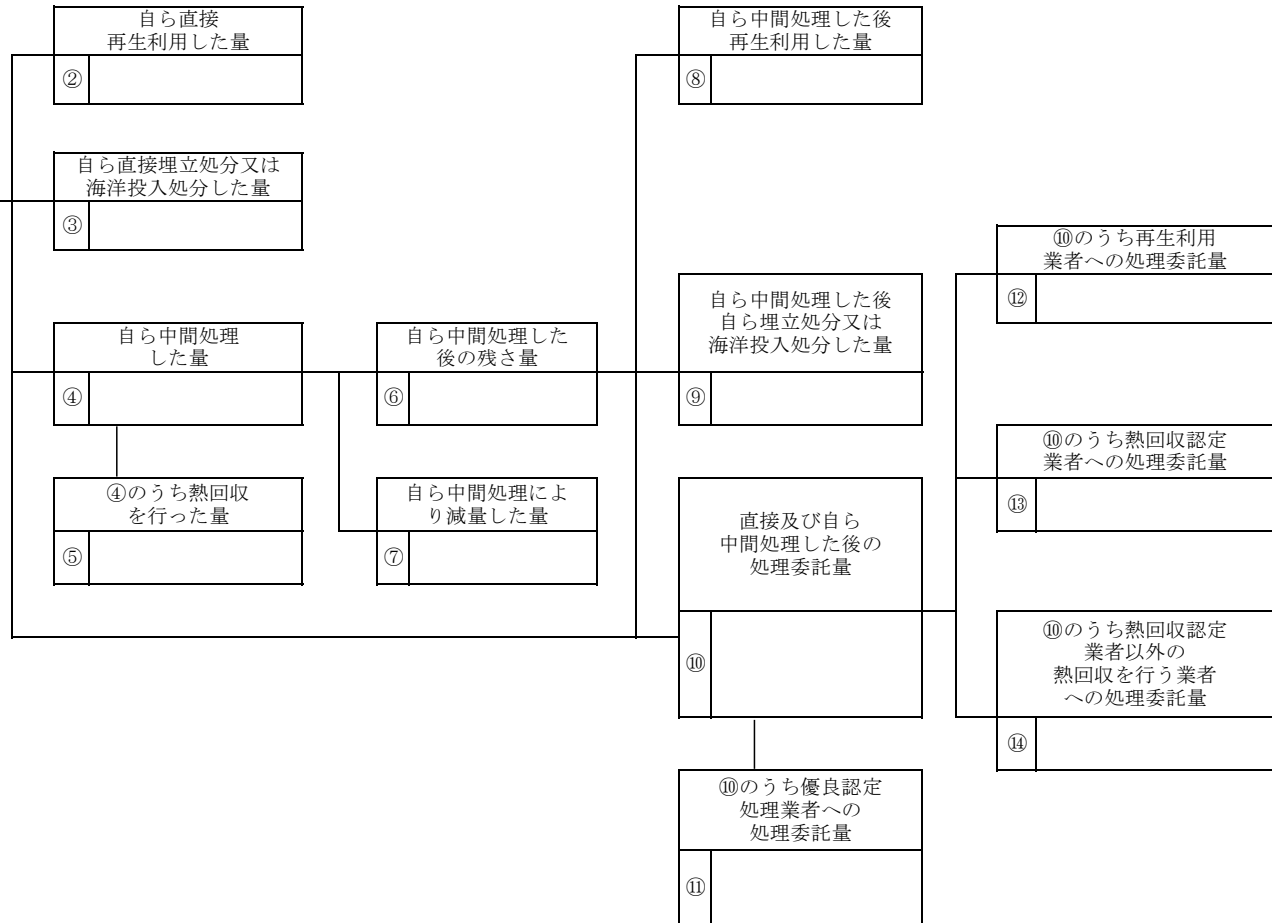 自ら直接
再生利用した量
②
自ら中間処理した後
再生利用した量
⑧
自ら直接埋立処分又は
海洋投入処分した量
③
⑩のうち再生利用
業者への処理委託量
⑫
自ら中間処理
した量
④
自ら中間処理した
後の残さ量
⑥
自ら中間処理した後
自ら埋立処分又は
海洋投入処分した量
⑨
⑩のうち熱回収認定
業者への処理委託量
⑬
④のうち熱回収
を行った量
⑤
自ら中間処理によ
り減量した量
⑦
直接及び自ら
中間処理した後の
処理委託量
⑩
⑩のうち熱回収認定
業者以外の
熱回収を行う業者
への処理委託量
⑭
⑩のうち優良認定
処理業者への
処理委託量
⑪